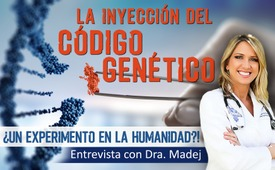 LA INYECCIÓN DEL
CÓDIGO
GENÉTICO
¿UN EXPERIMENTO EN LA HUMANIDAD?!
Entrevista con Dra. Madej